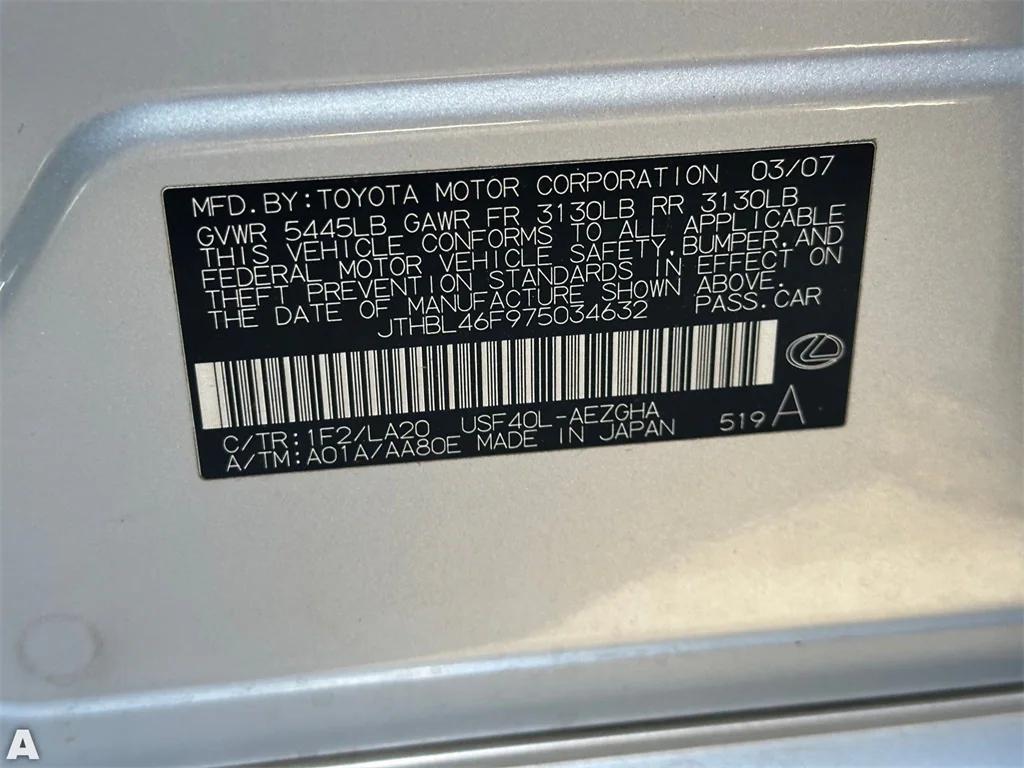 MFD.BY:TOYOTA MOTOR CORPORATION 03/07
GVWR 5445LB GAWR FR 3130LB RR 3130LB
THIS VEHICLE CONFORMS TO ALL APPLICABLE
FEDERAL MOTOR VEHICLE SAFETY,BUMPER,AND
THEFT PREVENTION STANDARDS IN EFFECT ON
THE DATE OF MANUFACTURE SHOWN ABOVE.
JTHBL46F975034632 PASS.CAR
C/TR:1F2/LA20 USF40L-AEZGHA 519A
A/TM:A01A/AA80E MADE IN JAPAN
A